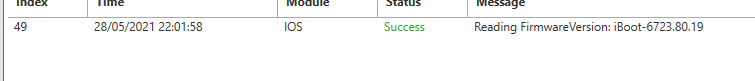 Index Time Module Status Message
49 28/05/2021 22:01:58 IOS Success Reading FirmwareVersion: iBoot-6723.80.19